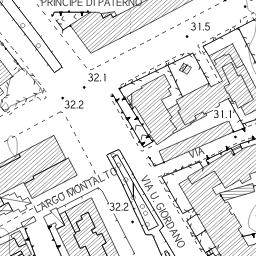 PRINCIPE DI PATERNO
31.5
32.1
32.2
31.1
VIA
LARGO MONTALTO
VIA L. GIORDANO
32.2